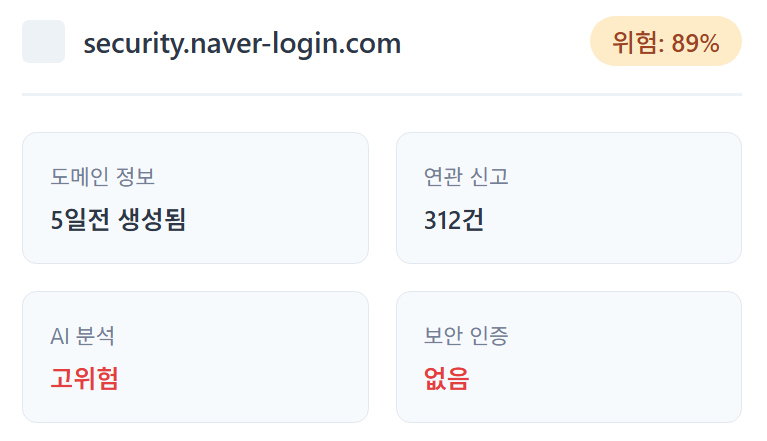 security.naver-login.com
위험: 89%
도메인 정보
5일전 생성됨
연관 신고
312건
AI 분석
고위험
보안 인증
없음